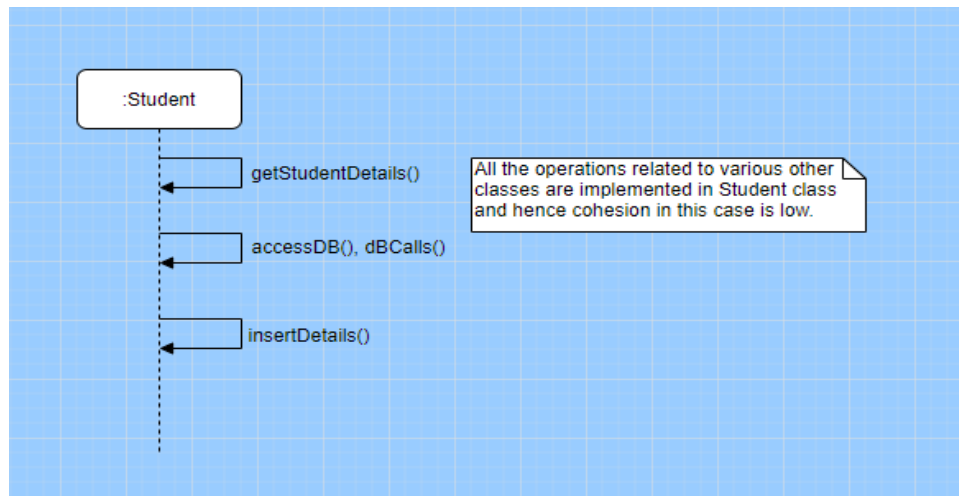 :Student
getStudentDetails()
All the operations related to various other
classes are implemented in Student class
and hence cohesion in this case is low.
accessDB(), dBCalls()
insertDetails()